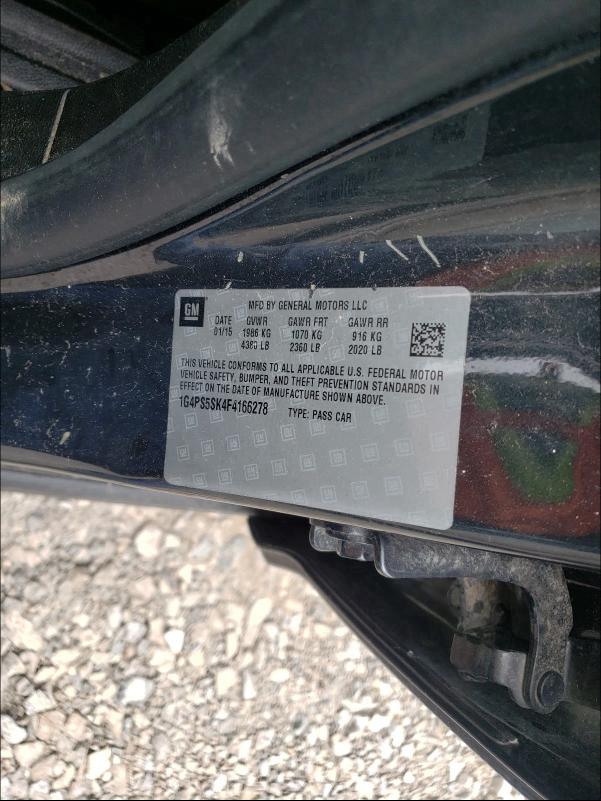 GM
MFD BY GENERAL MOTORS LLC
DATE GVWR GAWR FRT GAWR RR
01/15 1986 KG 1070 KG 916 KG
4380 LB 2360 LB 2020 LB
THIS VEHICLE CONFORMS TO ALL APPLICABLE U.S. FEDERAL MOTOR
VEHICLE SAFETY, BUMPER, AND THEFT PREVENTION STANDARDS IN
EFFECT ON THE DATE OF MANUFACTURE SHOWN ABOVE.
1G4PS5SK4F4166278 TYPE: PASS CAR